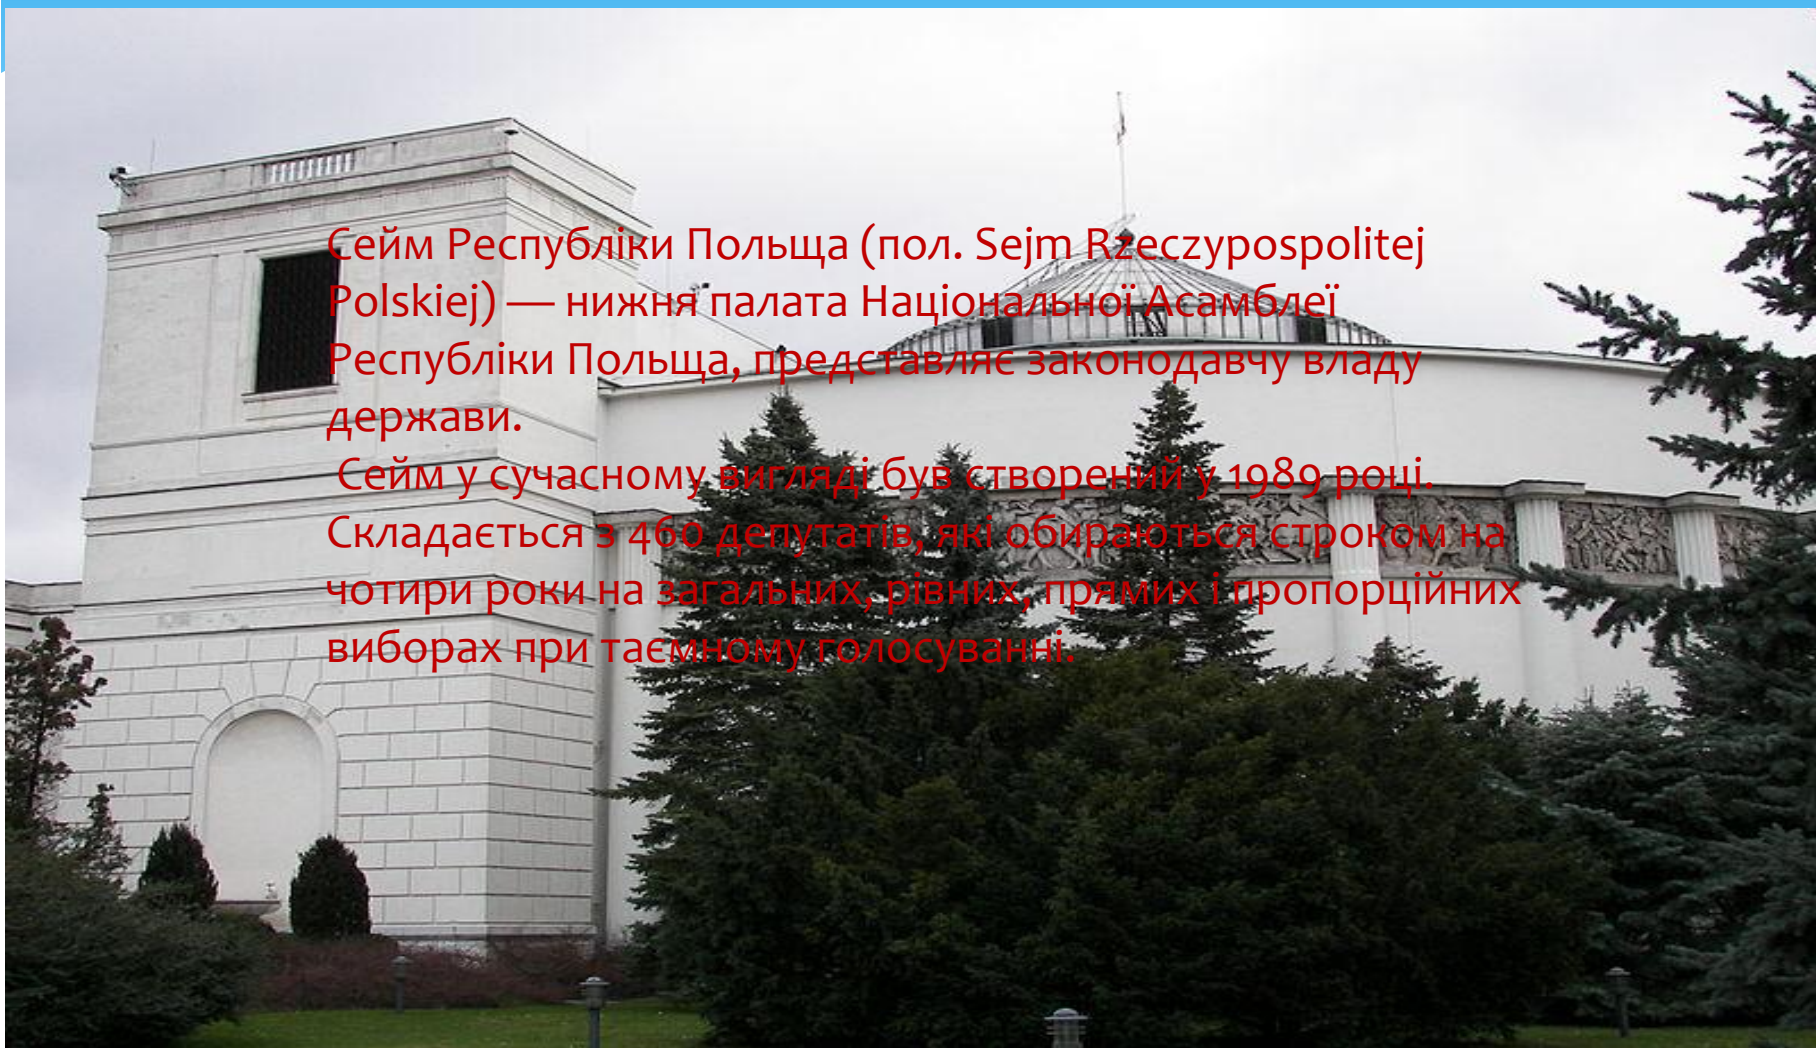 Сейм Республіки Польща (пол. Sejm Rzeczypospolitej
Polskiej) — нижня палата Національної Асамблеї
Республіки Польща, представляє законодавчу владу
держави.
Сейм у сучасному вигляді був створений у 1989 році.
Складається з 460 депутатів, які обираються строком на
чотири роки на загальних, рівних, прямих і пропорційних
виборах при таємному голосуванні.